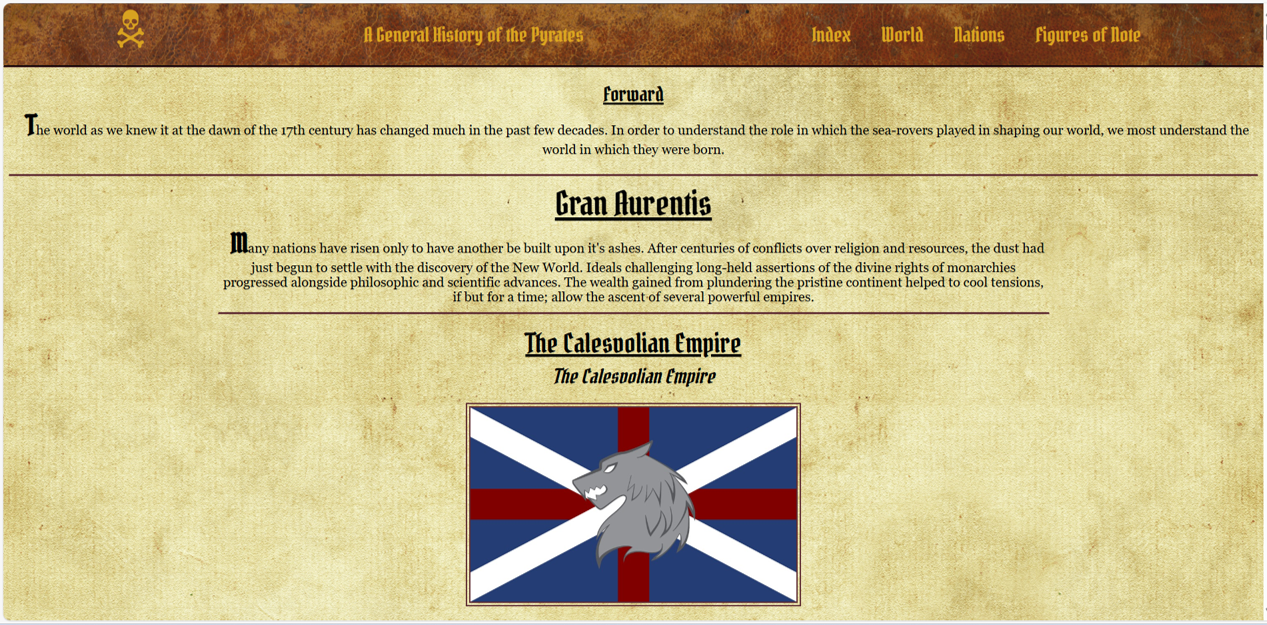 A General History of the Pyrates
Index World Nations Figures of Note
Forward
The world as we knew it at the dawn of the 17th century has changed much in the past few decades. In order to understand the role in which the sea-rovers played in shaping our world, we most understand the
world in which they were born.
Gran Aurentis
Many nations have risen only to have another be built upon it's ashes. After centuries of conflicts over religion and resources, the dust had
just begun to settle with the discovery of the New World. Ideals challenging long-held assertions of the divine rights of monarchies
progressed alongside philosophic and scientific advances. The wealth gained from plundering the pristine continent helped to cool tensions,
if but for a time; allow the ascent of several powerful empires.
The Calesvolian Empire
The Calesvolian Empire